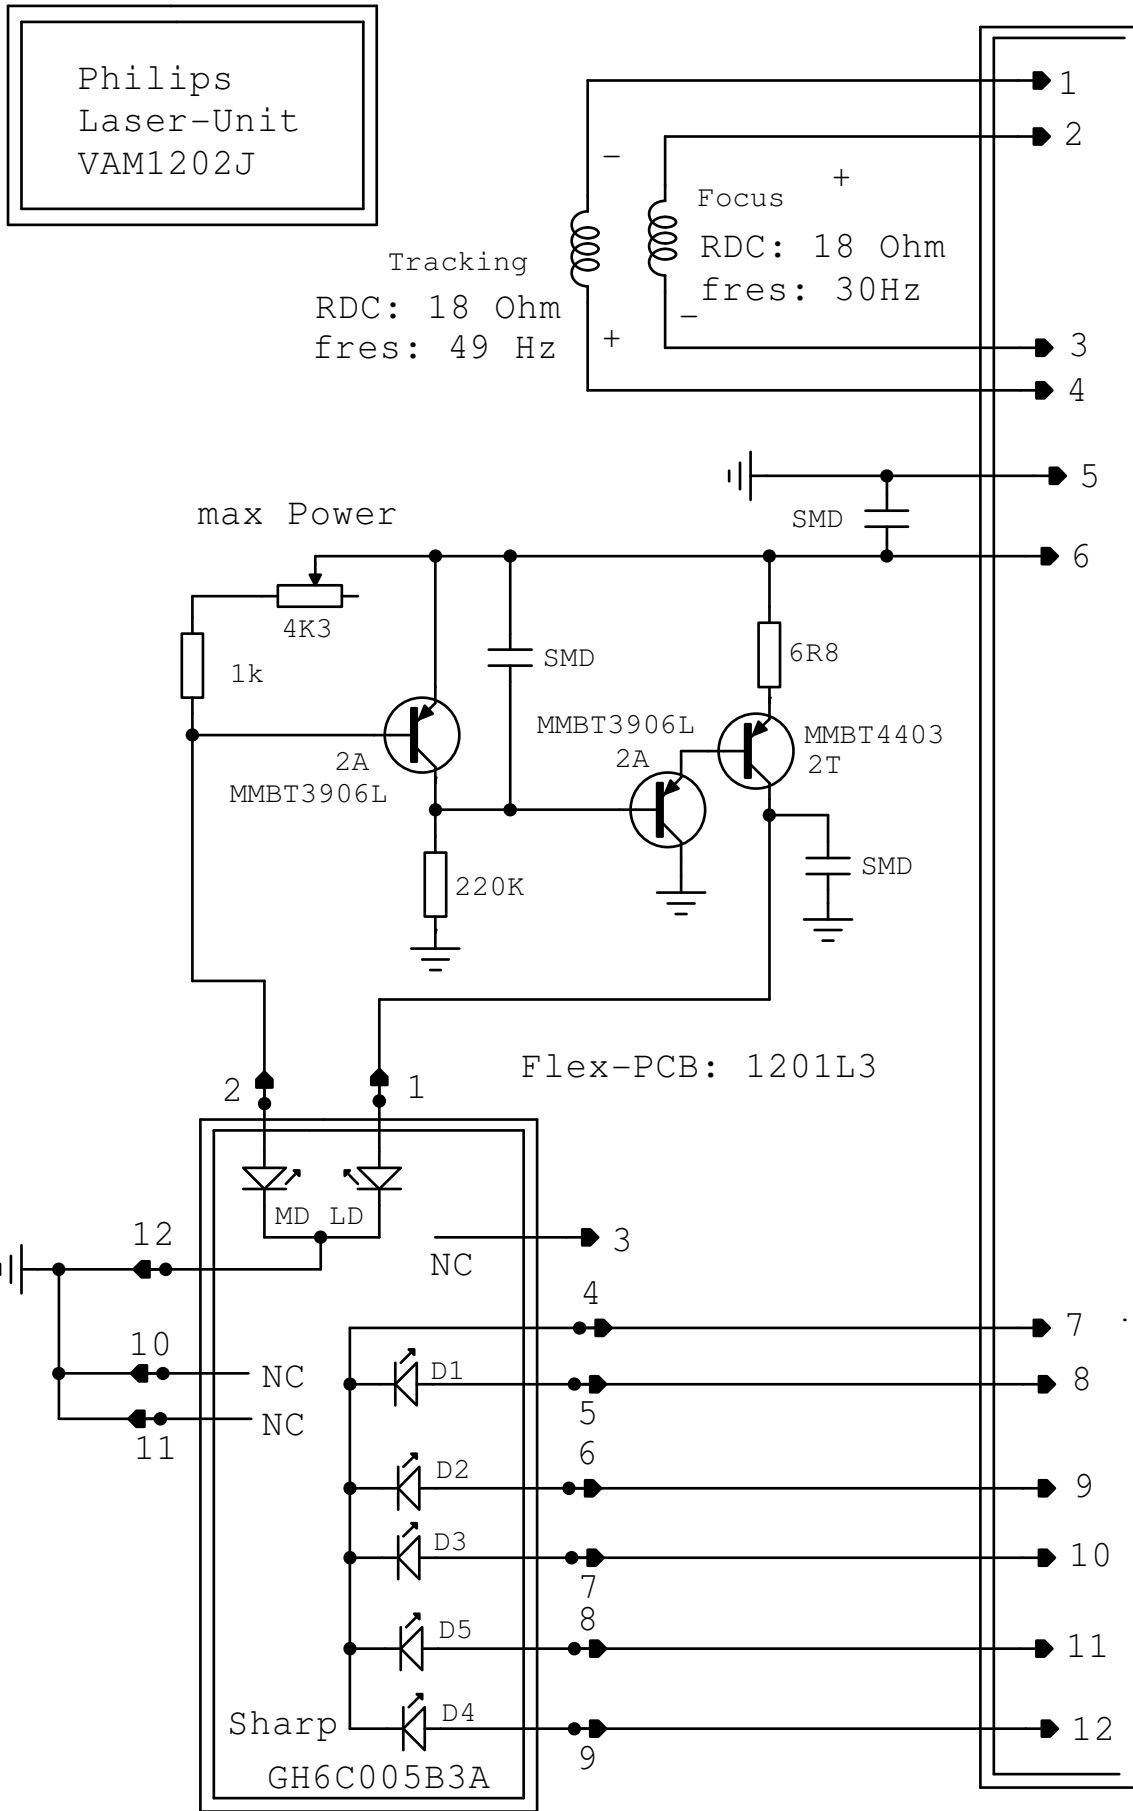 Philips
Laser-Unit
VAM1202J
1
2
-
+
Focus
RDC: 18 Ohm
fres: 30Hz
-
Tracking
RDC: 18 Ohm
fres: 49 Hz
+
3
4
5
SMD
max Power
6
4K3
1k
SMD
6R8
MMBT3906L
2A
MMBT4403
2T
2A
MMBT3906L
220K
SMD
Flex-PCB: 1201L3
2
1
MD LD
12
3
NC
4
7
10
NC
D1
8
5
NC
11
6
D2
9
D3
10
7
8
D5
11
Sharp
D4
12
9
GH6C005B3A